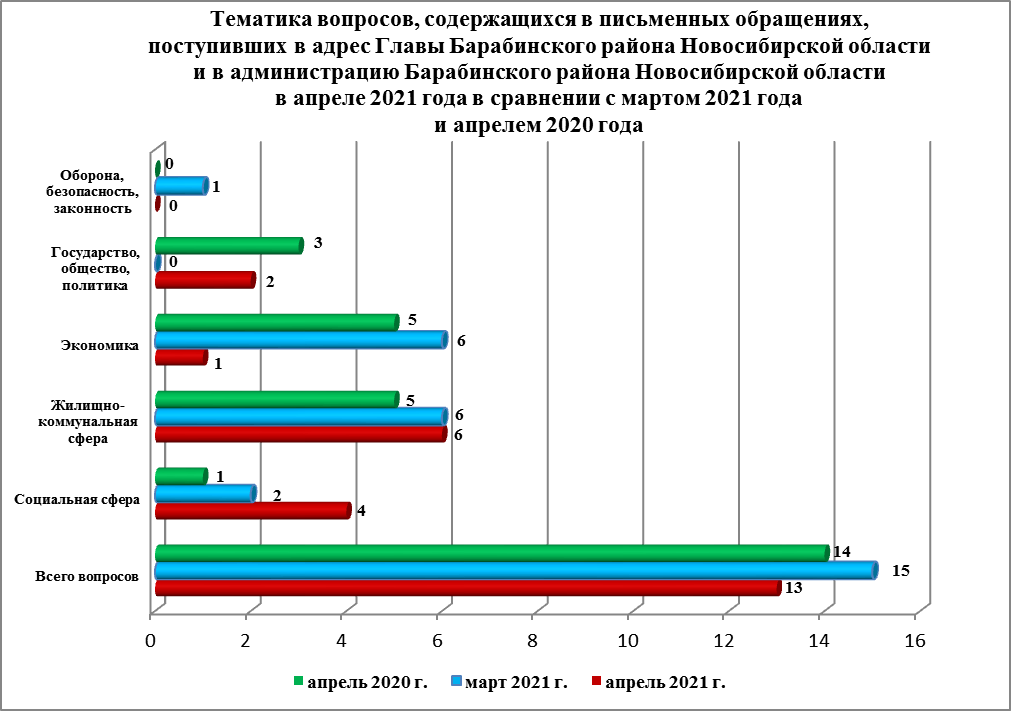 Тематика вопросов, содержащихся в письменных обращениях,
поступивших в адрес Главы Барабинского района Новосибирской области
и в администрацию Барабинского района Новосибирской области
в апреле 2021 года в сравнении с мартом 2021 года
и апрелем 2020 года
Оборона,
безопасность,
законность
0
1
0
Государство,
общество,
политика
3
0
2
Экономика
5
6
1
Жилищно-
коммунальная
сфера
5
6
6
Социальная сфера
1
2
4
Всего вопросов
14
15
13
0 2 4 6 8 10 12 14 16
апрель 2020 г. март 2021 г. апрель 2021 г.